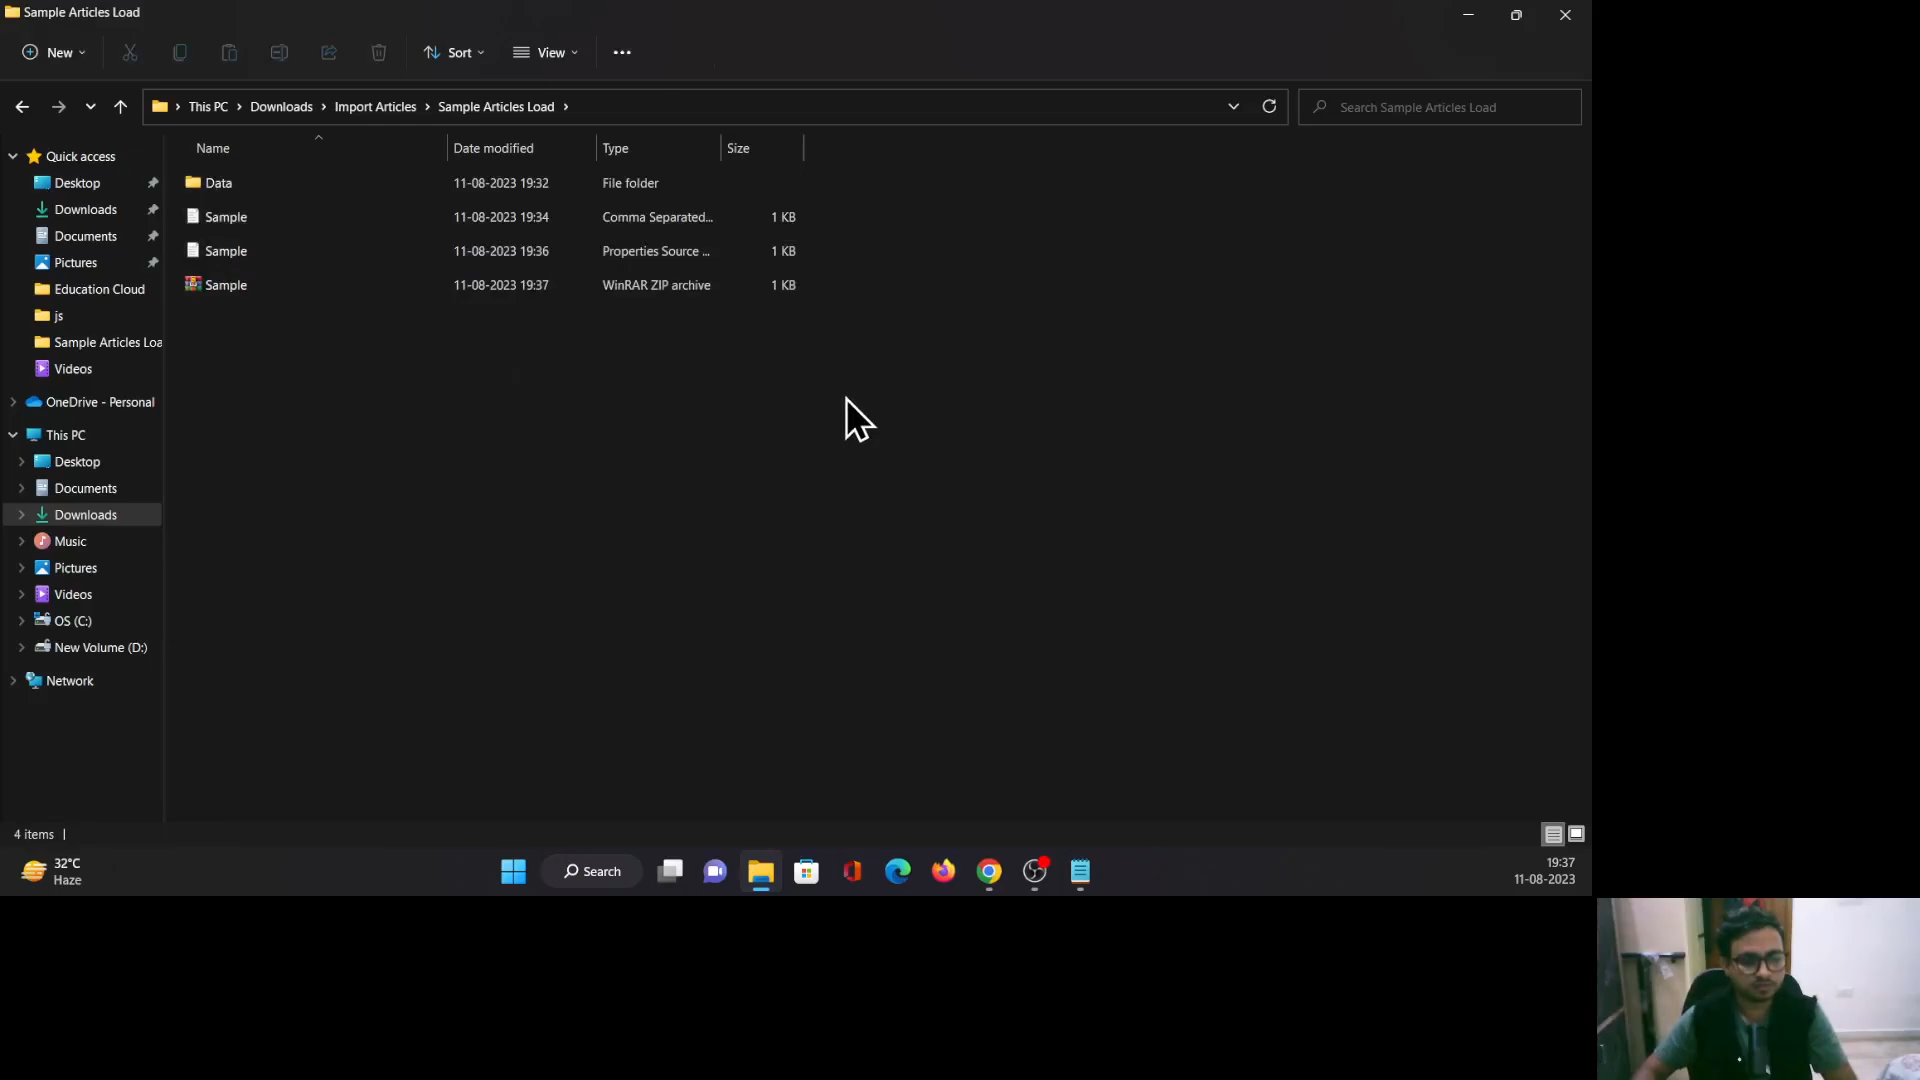 Sample Articles Load
New
Sort
View
This PC
Downloads
Import Articles
Sample Articles Load
Search Sample Articles Load
Name
Date modified
Type
Size
Data
11-08-2023 19:32
File folder
Sample
11-08-2023 19:34
Comma Separated...
1 KB
Sample
11-08-2023 19:36
Properties Source ...
1 KB
Sample
11-08-2023 19:37
WinRAR ZIP archive
1 KB
Quick access
Desktop
Downloads
Documents
Pictures
Education Cloud
js
Sample Articles Loa
Videos
OneDrive - Personal
This PC
Desktop
Documents
Downloads
Music
Pictures
Videos
OS (C:)
New Volume (D:)
Network
4 items
32°C
Haze
Search
19:37
11-08-2023